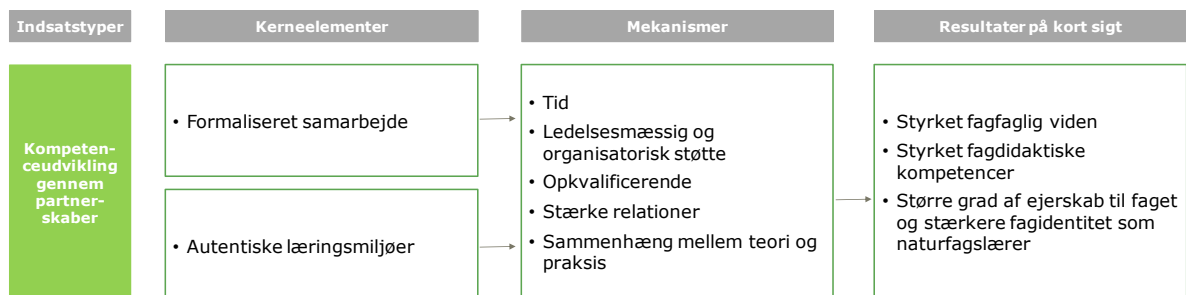 Indsatstyper
Kerneelementer
Mekanismer
Resultater på kort sigt
Kompeten-
ceudvikling
gennem
partner-
skaber
• Formaliseret samarbejde
• Autentiske læringsmiljøer
• Tid
• Ledelsesmæssig og
organisatorisk støtte
• Opkvalificerende
• Stærke relationer
• Sammenhæng mellem teori og
praksis
• Styrket fagfaglig viden
• Styrket fagdidaktiske
kompetencer
• Større grad af ejerskab til faget
og stærkere fagidentitet som
naturfagslærer